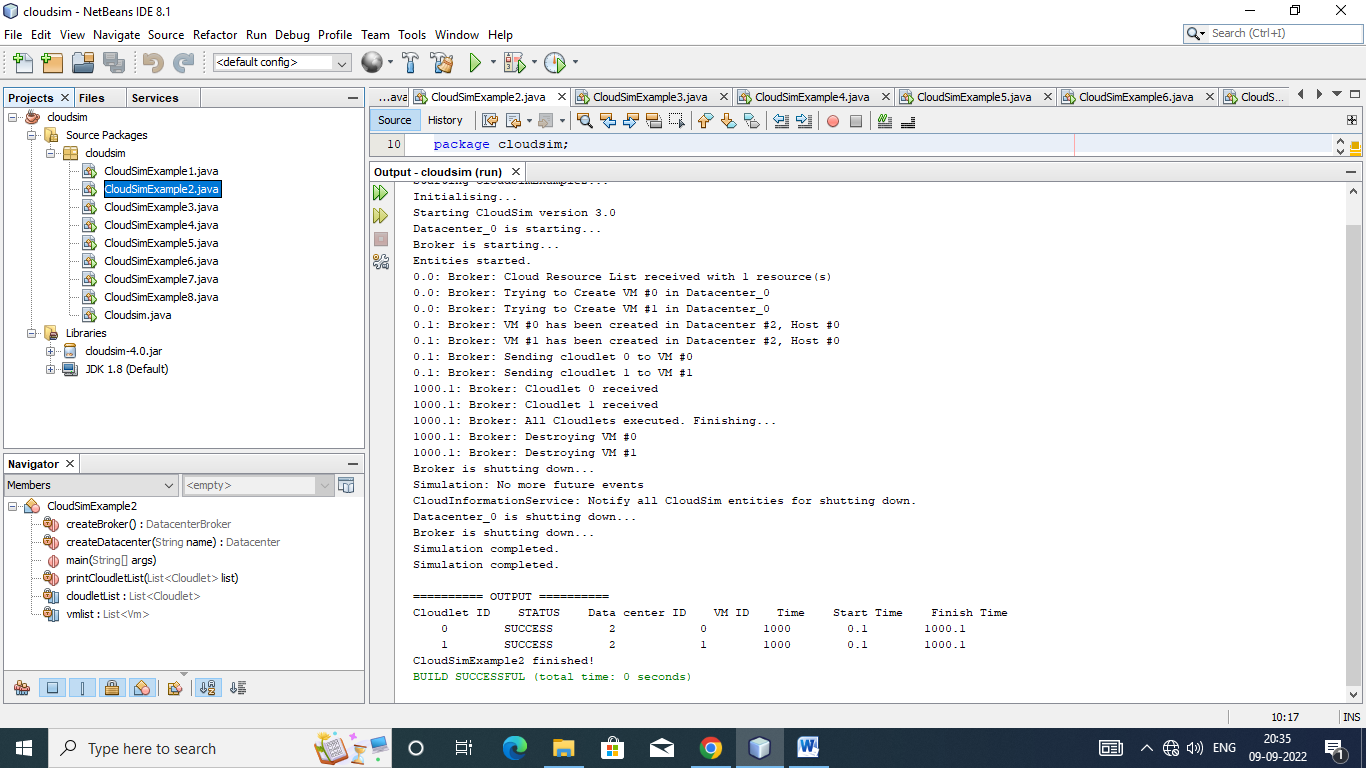 cloudsim - NetBeans IDE 8.1
File Edit View Navigate Source Refactor Run Debug Profile Team Tools Window Help
Search (Ctrl+I)
<default config>
Projects Files Services
cloudsim
Source Packages
cloudsim
CloudSimExample1.java
CloudSimExample2.java
CloudSimExample3.java
CloudSimExample4.java
CloudSimExample5.java
CloudSimExample6.java
CloudSimExample7.java
CloudSimExample8.java
Cloudsim.java
Libraries
cloudsim-4.0.jar
JDK 1.8 (Default)
Navigator
Members
<empty>
CloudSimExample2
createBroker() : DatacenterBroker
createDatacenter(String name) : Datacenter
main(String[] args)
printCloudletList(List<Cloudlet> list)
cloudletList : List<Cloudlet>
vmlist : List<Vm>
...ava CloudSimExample2.java CloudSimExample3.java CloudSimExample4.java CloudSimExample5.java CloudSimExample6.java CloudS...
Source History
10 package cloudsim;
Output - cloudsim (run)
Starting CloudSimExample2...
Initialising...
Starting CloudSim version 3.0
Datacenter_0 is starting...
Broker is starting...
Entities started.
0.0: Broker: Cloud Resource List received with 1 resource(s)
0.0: Broker: Trying to Create VM #0 in Datacenter_0
0.0: Broker: Trying to Create VM #1 in Datacenter_0
0.1: Broker: VM #0 has been created in Datacenter #2, Host #0
0.1: Broker: VM #1 has been created in Datacenter #2, Host #0
0.1: Broker: Sending cloudlet 0 to VM #0
0.1: Broker: Sending cloudlet 1 to VM #1
1000.1: Broker: Cloudlet 0 received
1000.1: Broker: Cloudlet 1 received
1000.1: Broker: All Cloudlets executed. Finishing...
1000.1: Broker: Destroying VM #0
1000.1: Broker: Destroying VM #1
Broker is shutting down...
Simulation: No more future events
CloudInformationService: Notify all CloudSim entities for shutting down.
Datacenter_0 is shutting down...
Broker is shutting down...
Simulation completed.
Simulation completed.
========== OUTPUT ==========
Cloudlet ID STATUS Data center ID VM ID Time Start Time Finish Time
0 SUCCESS 2 0 1000 0.1 1000.1
1 SUCCESS 2 1 1000 0.1 1000.1
CloudSimExample2 finished!
BUILD SUCCESSFUL (total time: 0 seconds)
10:17 INS
Type here to search
ENG
20:35
09-09-2022
1